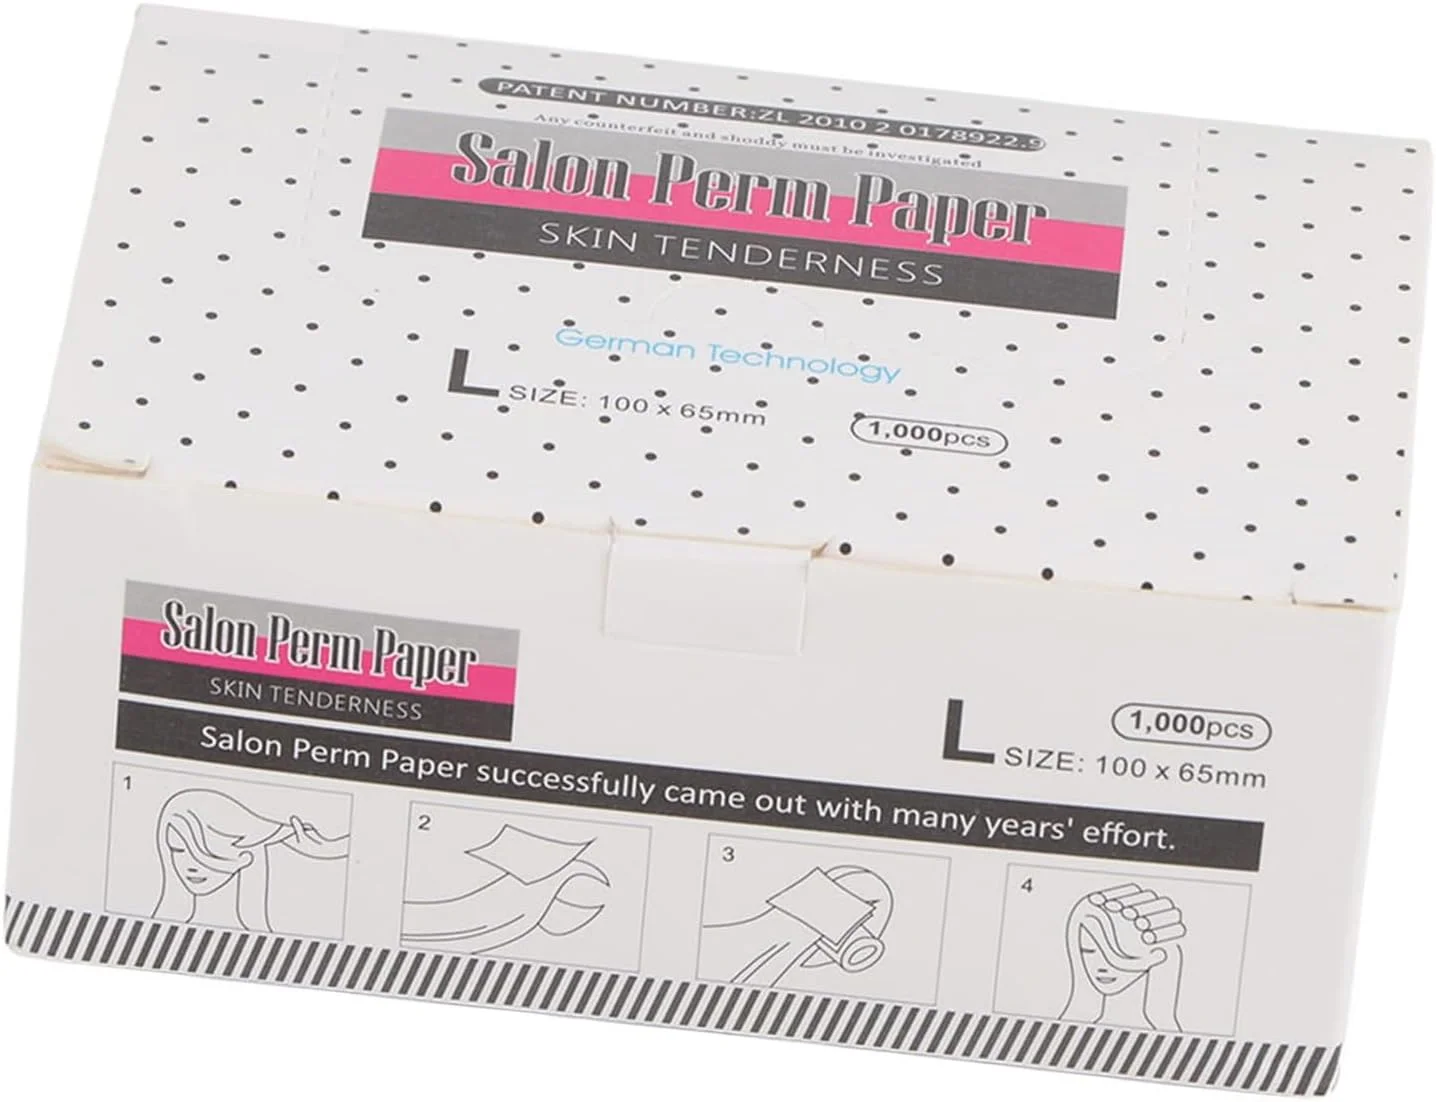 PATENT NUMBER:ZL 2010 2 0178922.9
Any counterfeit and shoddy must be investigated
Salon Perm Paper
SKIN TENDERNESS
German Technology
L SIZE: 100 x 65mm
1,000pcs
Salon Perm Paper
SKIN TENDERNESS
1,000pcs
L SIZE: 100 x 65mm
Salon Perm Paper successfully came out with many years' effort.
1
2
3
4